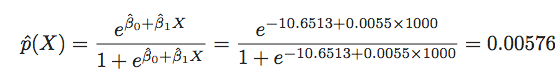 p̂(X) = e^{β̂₀+β̂₁X} / (1 + e^{β̂₀+β̂₁X}) = e^{−10.6513+0.0055×1000} / (1 + e^{−10.6513+0.0055×1000}) = 0.00576